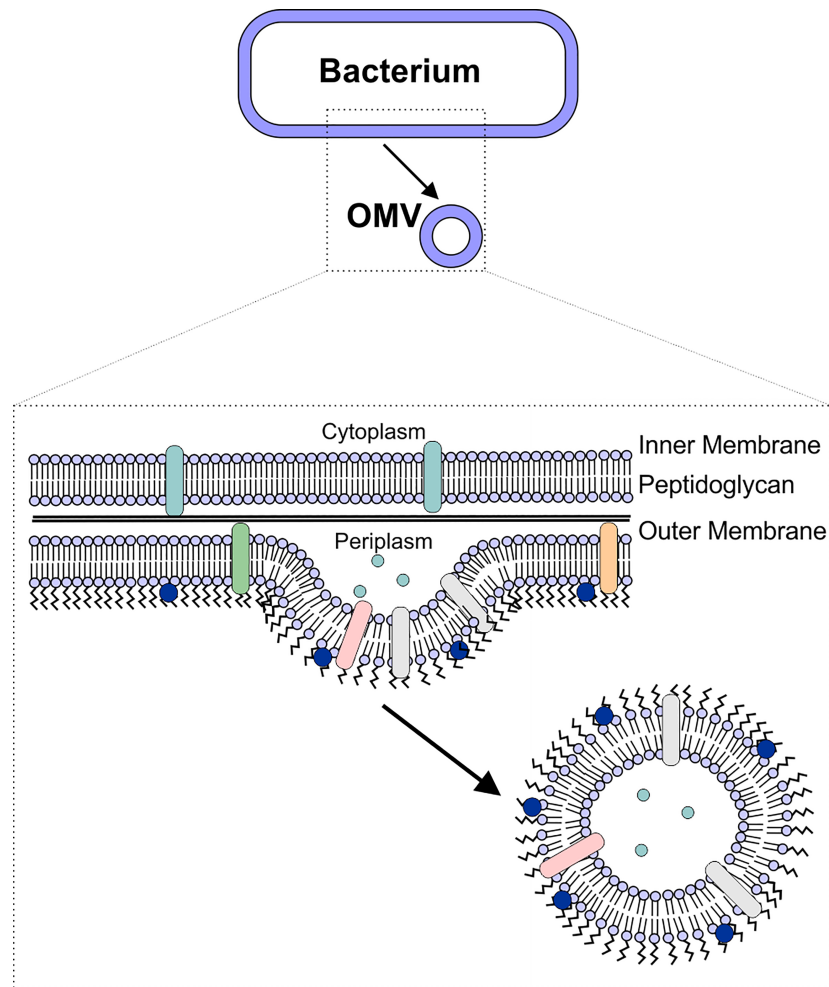 Bacterium
OMV
Cytoplasm
Inner Membrane
Peptidoglycan
Outer Membrane
Periplasm